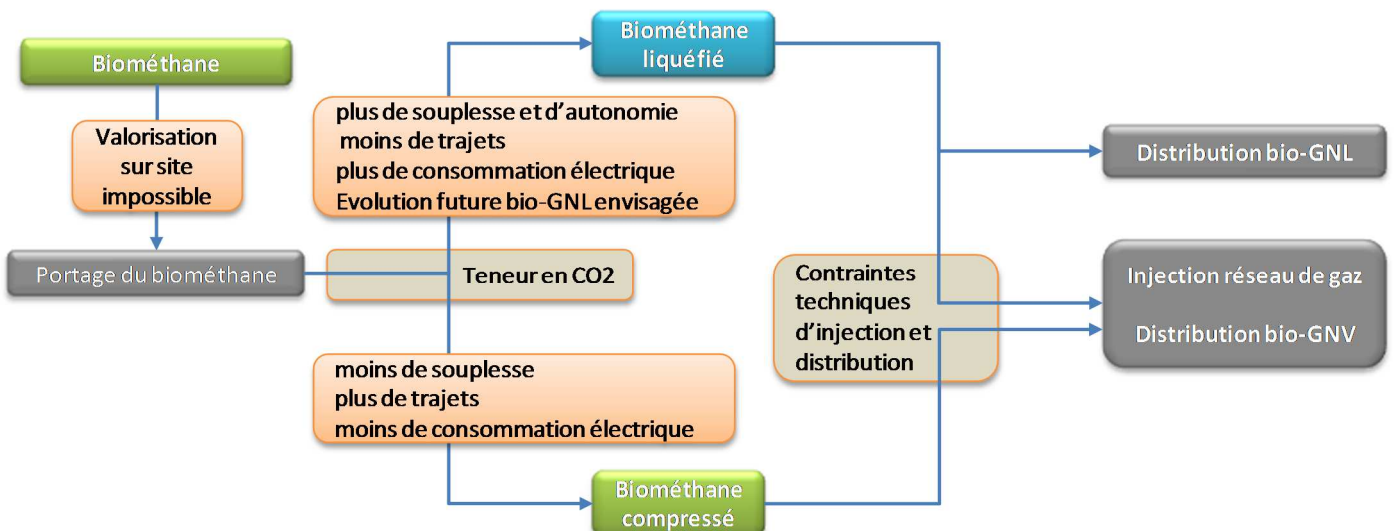 Biométhane
Valorisation
sur site
impossible
Portage du biométhane
Biométhane
liquéfié
plus de souplesse et d'autonomie
moins de trajets
plus de consommation électrique
Evolution future bio-GNL envisagée
Teneur en CO2
moins de souplesse
plus de trajets
moins de consommation électrique
Biométhane
compressé
Contraintes
techniques
d'injection et
distribution
Distribution bio-GNL
Injection réseau de gaz
Distribution bio-GNV